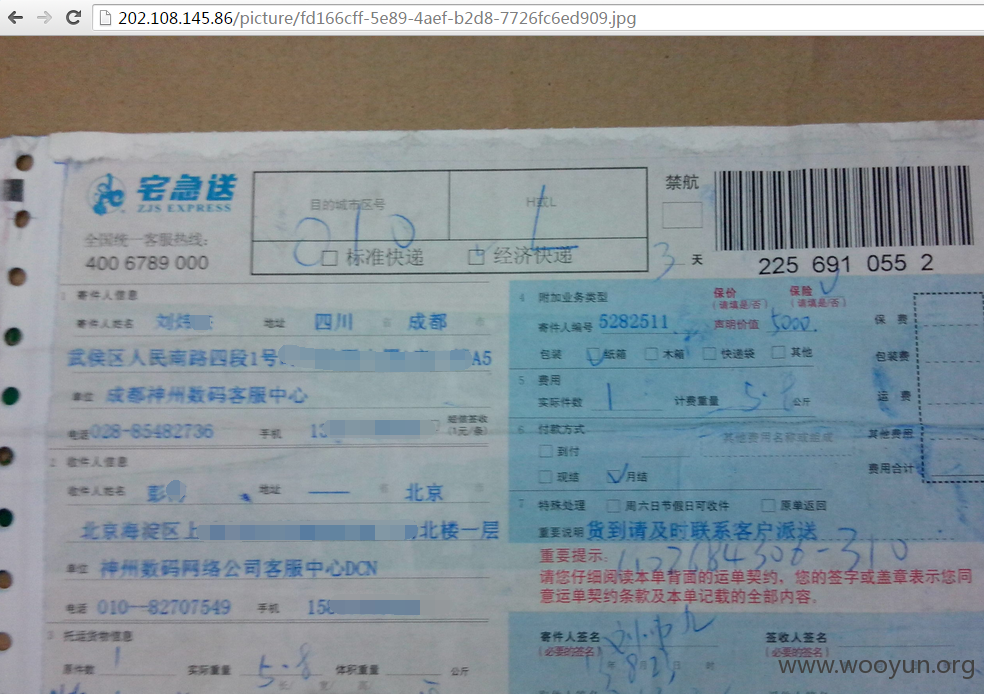 202.108.145.86/picture/fd166cff-5e89-4aef-b2d8-7726fc6ed909.jpg
宅急送
ZJS EXPRESS
全国统一客服热线：
400 6789 000
目的城市区号
010
□标准快递 □经济快递
禁航
3 天
225 691 055 2
1 寄件人信息
寄件人姓名 刘炜 地址 四川 省 成都 市
武侯区人民南路四段1号 A5
单位 成都神州数码客服中心
电话 028-85482736 手机 13 短信签收
(1元/条)
2 收件人信息
收件人姓名 彭 地址 —— 省 北京
北京海淀区上 北楼一层
单位 神州数码网络公司客服中心DCN
电话 010--82707549 手机 158
3 托运货物信息
原件数 1 实际重量 5.8 体积重量 公斤
4 附加业务类型
保价
(请填是/否)
保险
(请填是/否)
寄件人编号 5282511 声明价值 5000.
包装 纸箱 木箱 快递袋 其他
5 费用
实际件数 1 计费重量 5.8 公斤
6 付款方式
其他费用名称或组成
到付
现结 月结
保 费
包装费
运 费
其他费用
费用合计
7 特殊处理 周六日节假日可收件 原单返回
重要说明 货到请及时联系客户派送
重要提示：
请您仔细阅读本单背面的运单契约，您的签字或盖章表示您同
意运单契约条款及本单记载的全部内容。
寄件人签名
(必要的签名)
签收人签名
(必要的签名)
年 8 月 日 时
www.wooyun.org